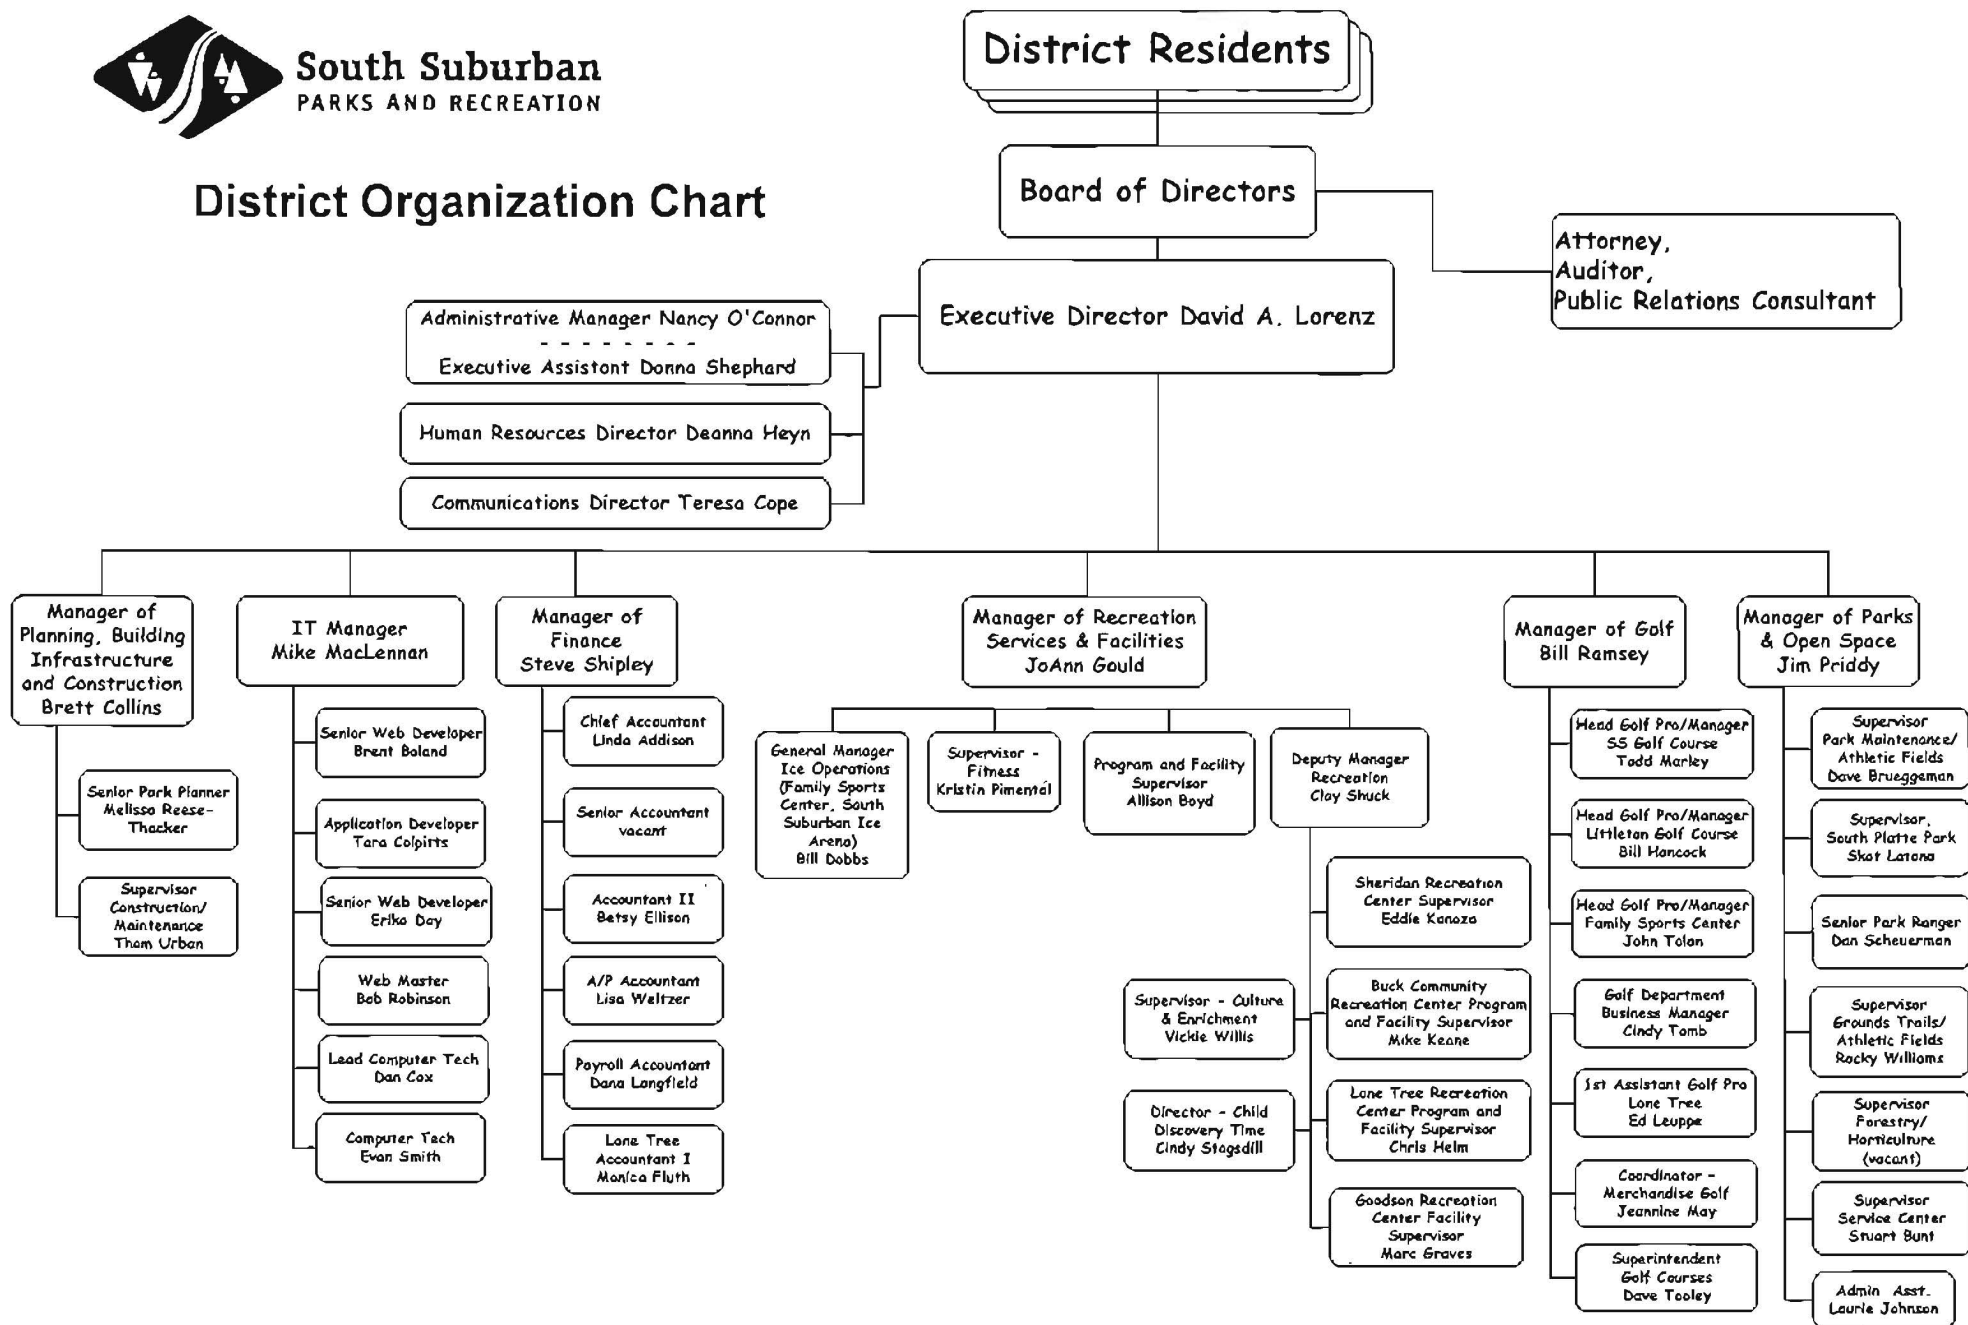 South Suburban
PARKS AND RECREATION
District Organization Chart
District Residents
Board of Directors
Attorney,
Auditor,
Public Relations Consultant
Executive Director David A. Lorenz
Administrative Manager Nancy O'Connor
- - - - - - - -
Executive Assistant Donna Shephard
Human Resources Director Deanna Heyn
Communications Director Teresa Cope
Manager of
Planning, Building
Infrastructure
and Construction
Brett Collins
Senior Park Planner
Melissa Reese-
Thacker
Supervisor
Construction/
Maintenance
Thom Urban
IT Manager
Mike MacLennan
Senior Web Developer
Brent Boland
Application Developer
Tara Colpitts
Senior Web Developer
Erika Day
Web Master
Bob Robinson
Lead Computer Tech
Dan Cox
Computer Tech
Evan Smith
Manager of
Finance
Steve Shipley
Chief Accountant
Linda Addison
Senior Accountant
vacant
Accountant II
Betsy Ellison
A/P Accountant
Lisa Weltzer
Payroll Accountant
Dana Langfield
Lone Tree
Accountant I
Monica Fluth
Manager of Recreation
Services & Facilities
JoAnn Gould
General Manager
Ice Operations
(Family Sports
Center, South
Suburban Ice
Arena)
Bill Dobbs
Supervisor -
Fitness
Kristin Pimental
Program and Facility
Supervisor
Allison Boyd
Deputy Manager
Recreation
Clay Shuck
Sheridan Recreation
Center Supervisor
Eddie Kanoza
Supervisor - Culture
& Enrichment
Vickie Willis
Buck Community
Recreation Center Program
and Facility Supervisor
Mike Keane
Director - Child
Discovery Time
Cindy Stagsdill
Lone Tree Recreation
Center Program and
Facility Supervisor
Chris Helm
Goodson Recreation
Center Facility
Supervisor
Marc Graves
Manager of Golf
Bill Ramsey
Head Golf Pro/Manager
SS Golf Course
Todd Marley
Head Golf Pro/Manager
Littleton Golf Course
Bill Hancock
Head Golf Pro/Manager
Family Sports Center
John Tolan
Golf Department
Business Manager
Cindy Tomb
1st Assistant Golf Pro
Lone Tree
Ed Leuppe
Coordinator -
Merchandise Golf
Jeannine May
Superintendent
Golf Courses
Dave Tooley
Manager of Parks
& Open Space
Jim Priddy
Supervisor
Park Maintenance/
Athletic Fields
Dave Brueggeman
Supervisor,
South Platte Park
Skot Latona
Senior Park Ranger
Dan Scheuerman
Supervisor
Grounds Trails/
Athletic Fields
Rocky Williams
Supervisor
Forestry/
Horticulture
(vacant)
Supervisor
Service Center
Stuart Bunt
Admin Asst.
Laurie Johnson